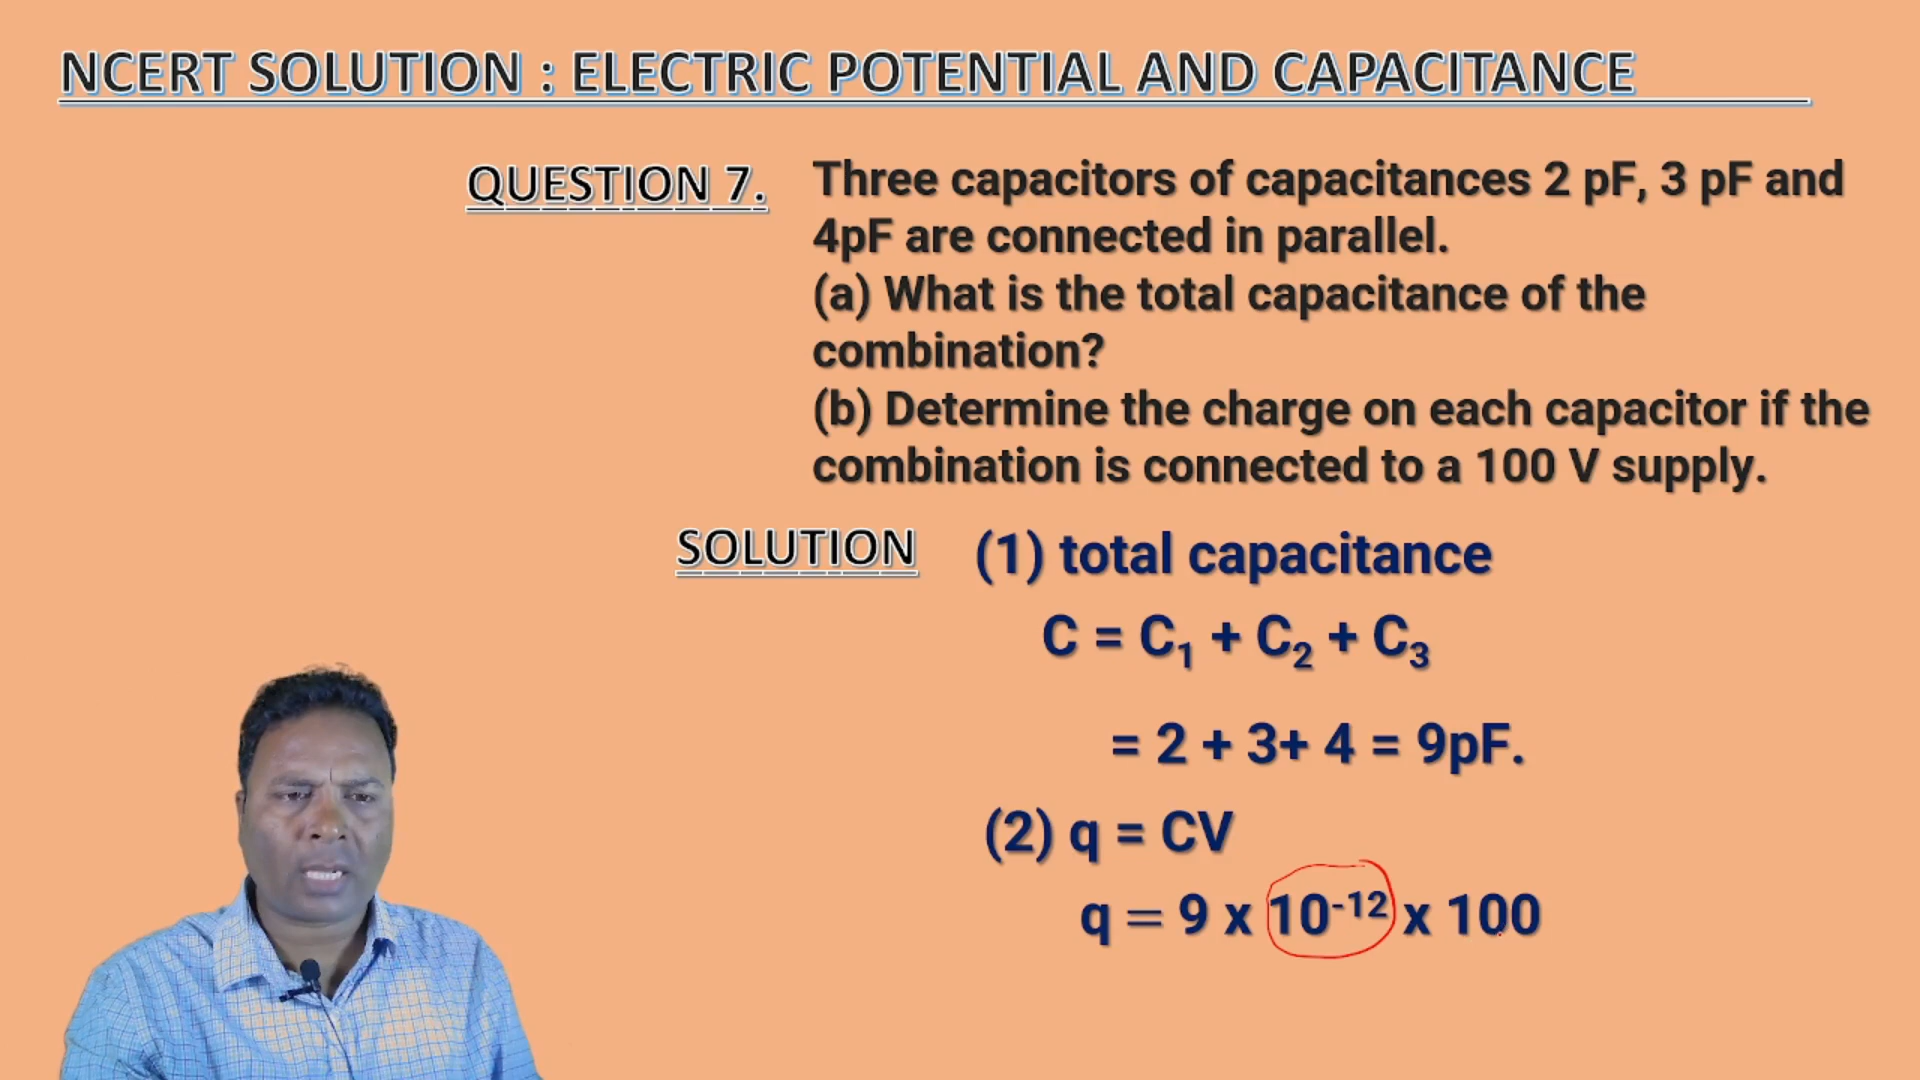 NCERT SOLUTION : ELECTRIC POTENTIAL AND CAPACITANCE
QUESTION 7.
Three capacitors of capacitances 2 pF, 3 pF and
4pF are connected in parallel.
(a) What is the total capacitance of the
combination?
(b) Determine the charge on each capacitor if the
combination is connected to a 100 V supply.
SOLUTION
(1) total capacitance
C = C₁ + C₂ + C₃
= 2 + 3+ 4 = 9pF.
(2) q = CV
q = 9 x 10⁻¹² x 100